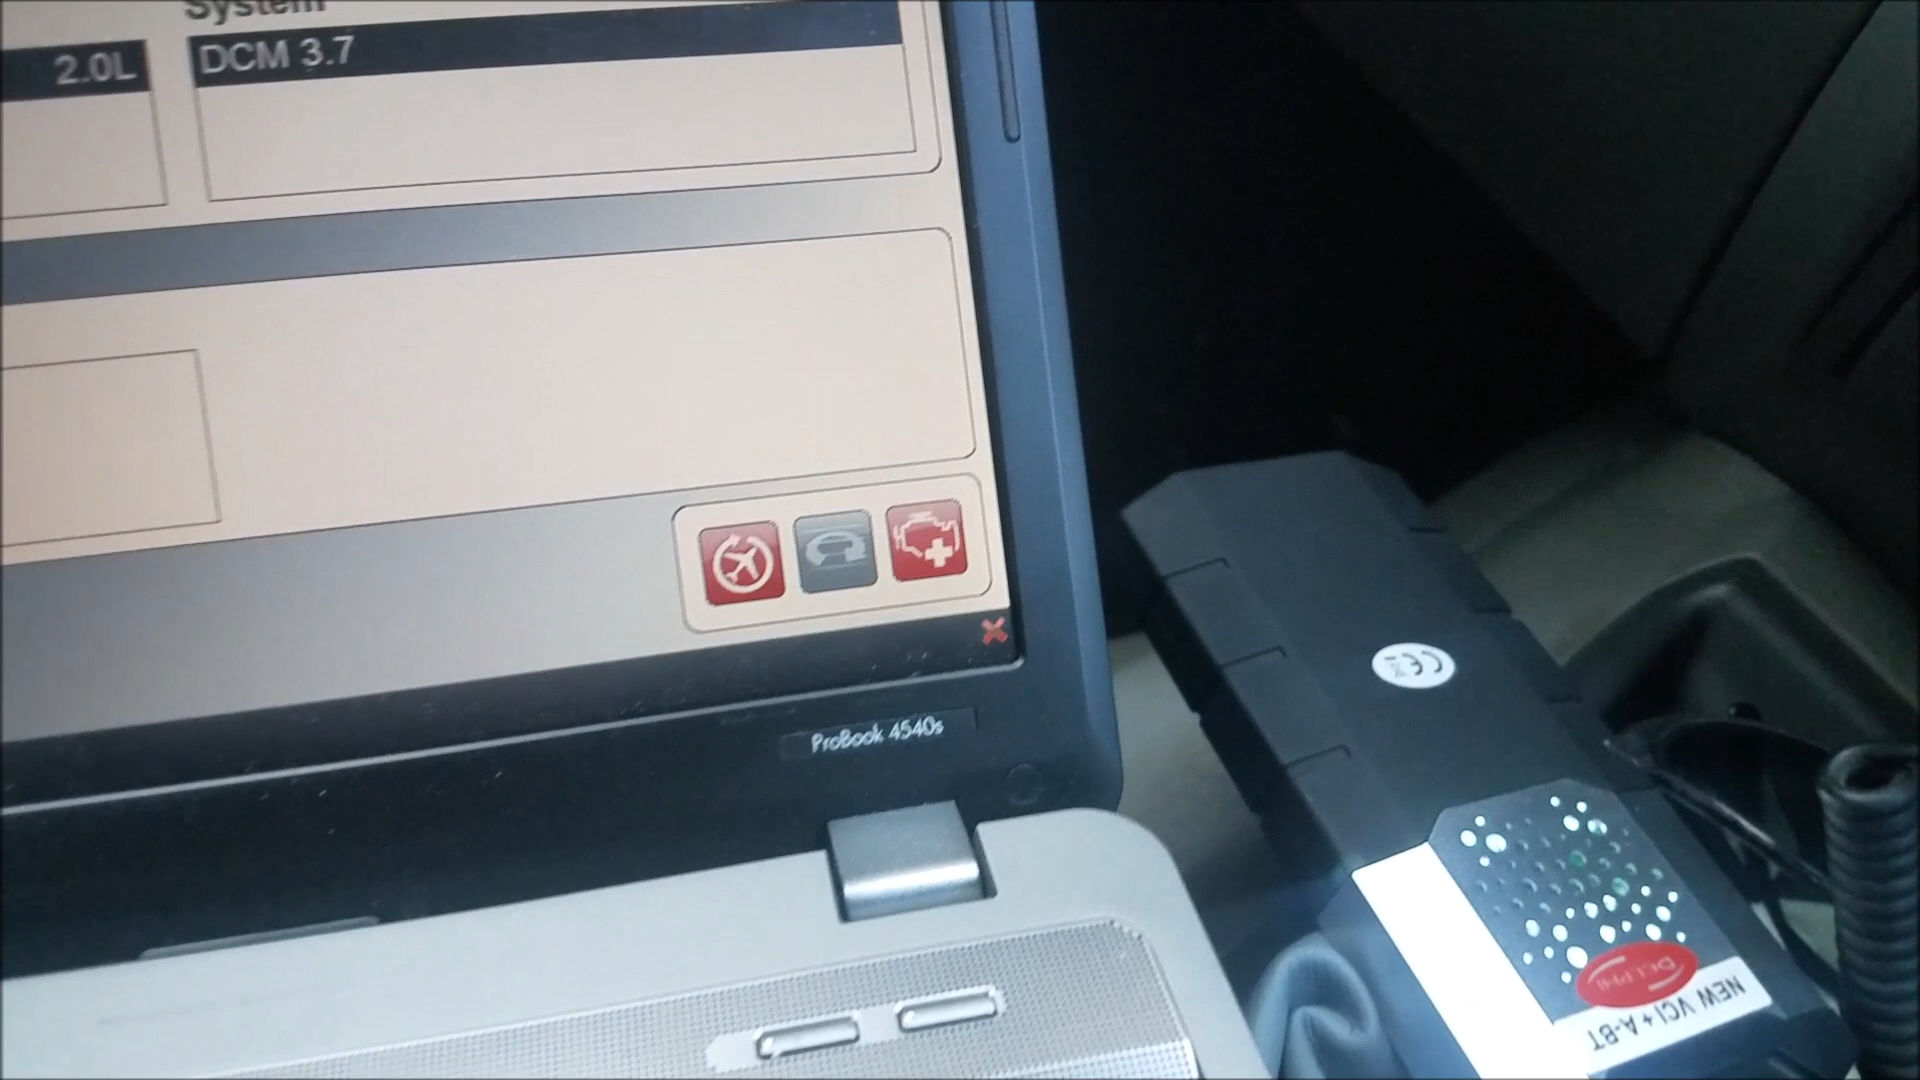 System
2.0L
DCM 3.7
ProBook 4540s
CE
DELPHI
NEW VCI + A-BT